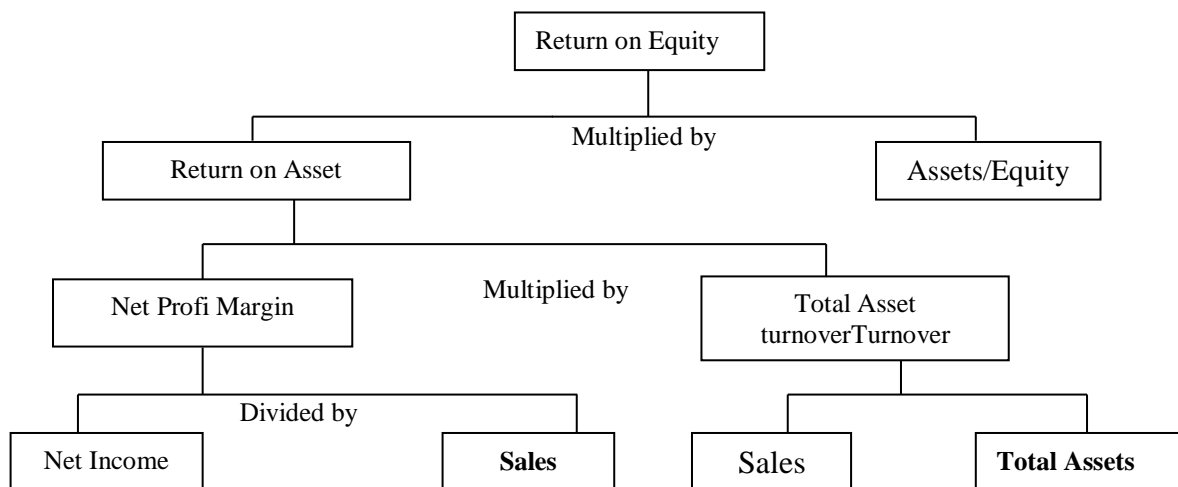 Return on Equity
Multiplied by
Return on Asset
Assets/Equity
Net Profi Margin
Multiplied by
Total Asset
turnoverTurnover
Divided by
Net Income
Sales
Sales
Total Assets